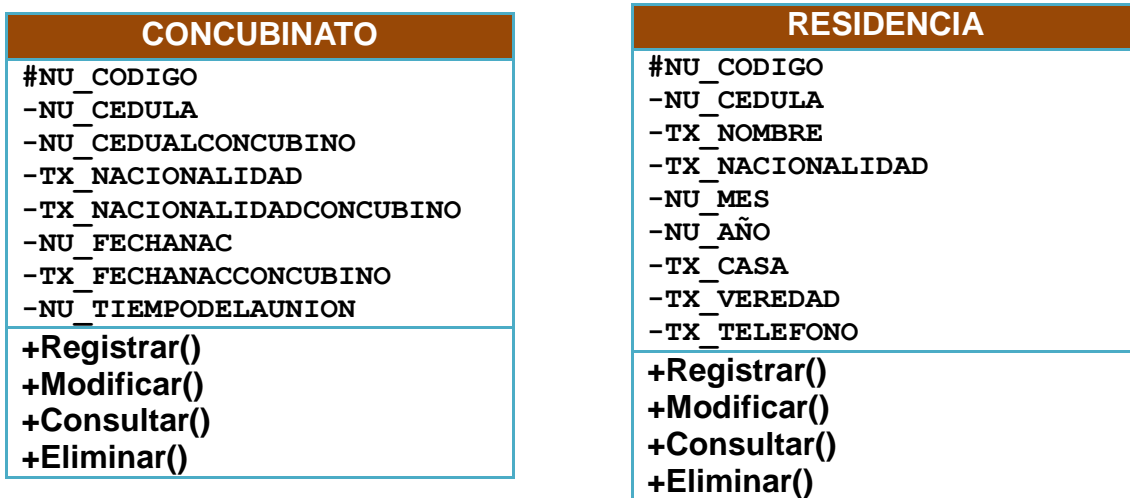 CONCUBINATO
#NU_CODIGO
-NU_CEDULA
-NU_CEDUALCONCUBINO
-TX_NACIONALIDAD
-TX_NACIONALIDADCONCUBINO
-NU_FECHANAC
-TX_FECHANACCONCUBINO
-NU_TIEMPODELAUNION
+Registrar()
+Modificar()
+Consultar()
+Eliminar()
RESIDENCIA
#NU_CODIGO
-NU_CEDULA
-TX_NOMBRE
-TX_NACIONALIDAD
-NU_MES
-NU_AÑO
-TX_CASA
-TX_VEREDAD
-TX_TELEFONO
+Registrar()
+Modificar()
+Consultar()
+Eliminar()